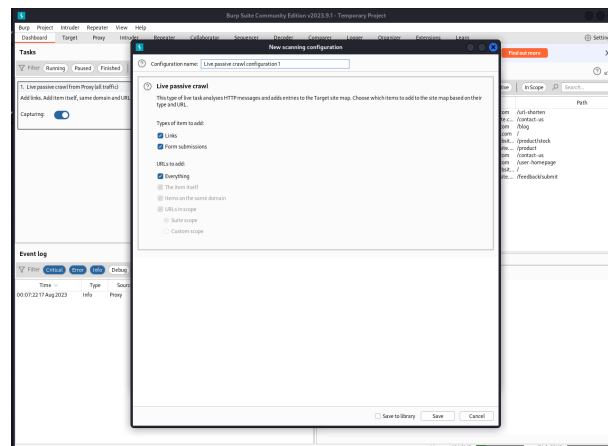 Burp Suite Community Edition v2023.9.1 - Temporary Project
Burp Project Intruder Repeater View Help
Dashboard Target Proxy Intruder Repeater Collaborator Sequencer Decoder Comparer Logger Organizer Extensions Learn
Settin
Tasks
New scanning configuration
Find out more
Filter Running Paused Finished
Configuration name: Live passive crawl configuration 1
In Scope Search...
1. Live passive crawl from Proxy (all traffic)
Add links. Add item itself, same domain and URL
Capturing:
Live passive crawl
This type of live task analyses HTTP messages and adds entries to the Target site map. Choose which items to add to the site map based on their
type and URL.
Types of item to add:
Links
Form submissions
URLs to add:
Everything
The item itself
Items on the same domain
URLs in scope
Suite scope
Custom scope
Path
com /url-shorten
/contact-us
com /blog
.com /
/product/stock
/product
com /contact-us
com /user-homepage
/
/feedback/submit
Event log
Filter Critical Error Info Debug
Time Type Sourc
00:07:22 17 Aug 2023 Info Proxy
Save to library Save Cancel